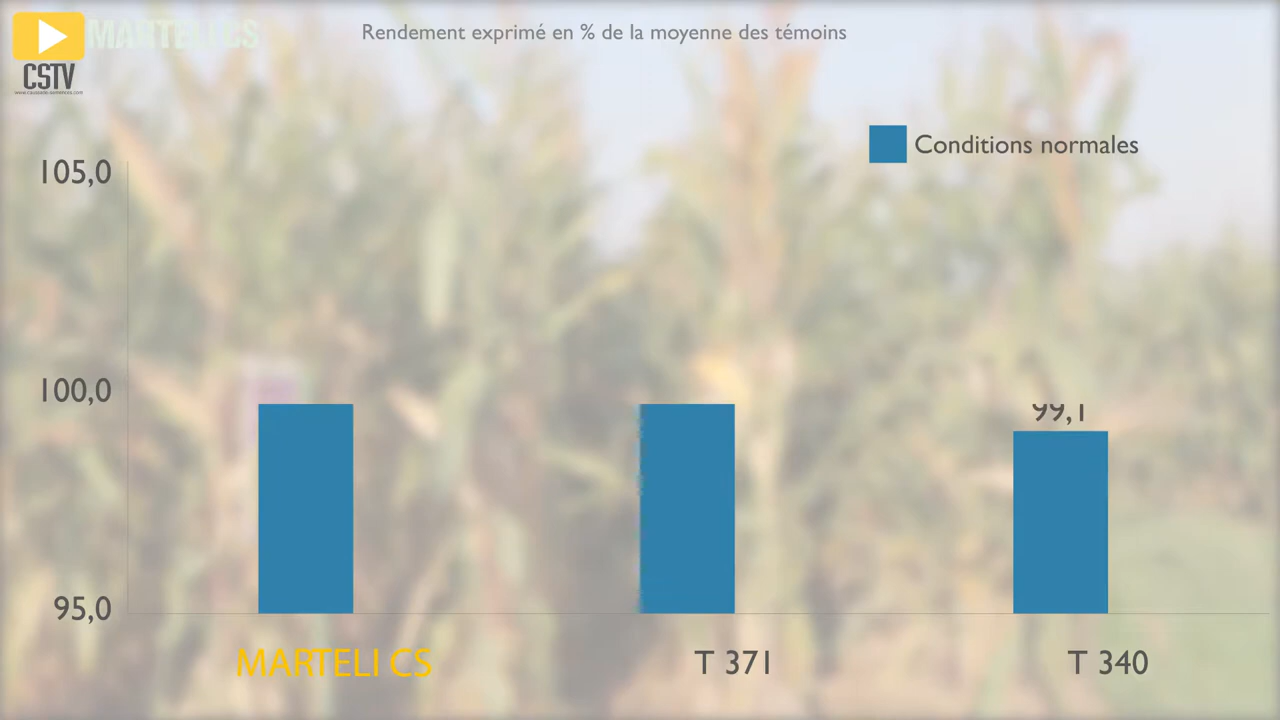 MARTELI CS
CSTV
Rendement exprimé en % de la moyenne des témoins
Conditions normales
105,0
100,0
99,1
95,0
MARTELI CS
T 371
T 340